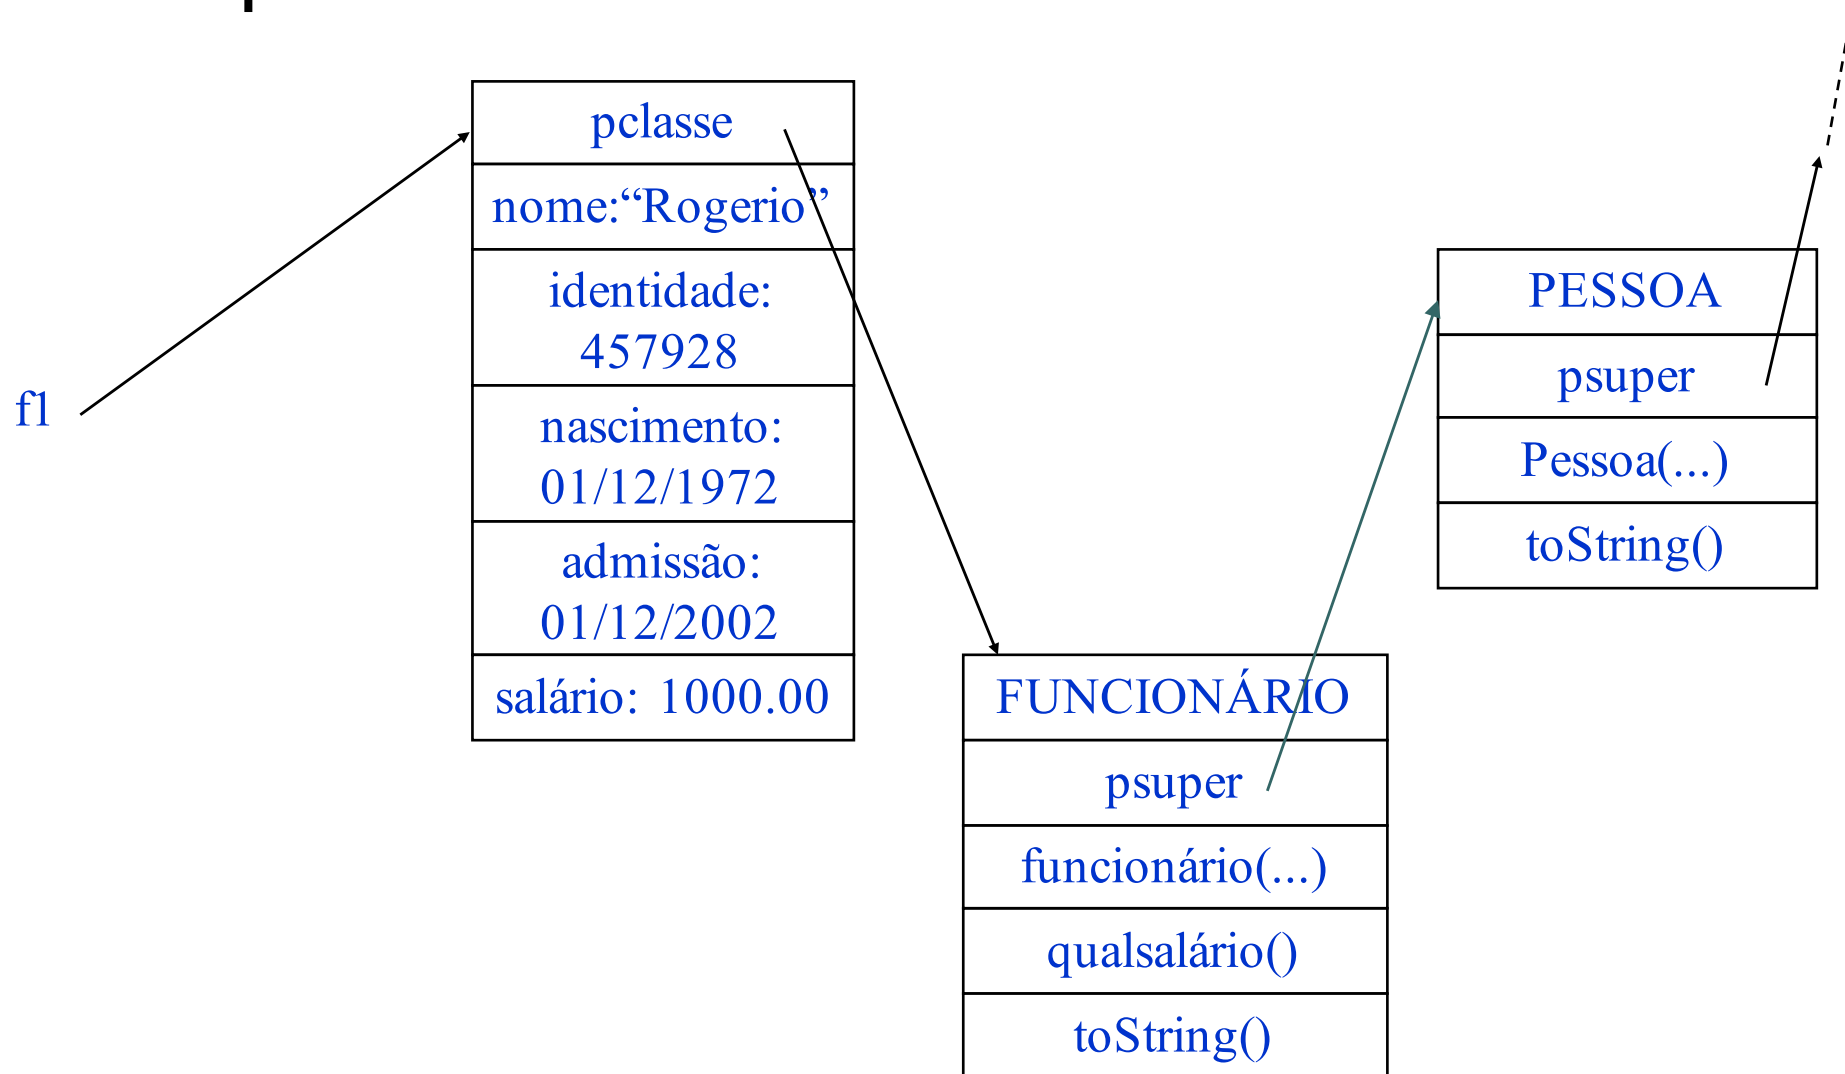 f1
pclasse
nome:“Rogerio”
identidade:
457928
nascimento:
01/12/1972
admissão:
01/12/2002
salário: 1000.00
FUNCIONÁRIO
psuper
funcionário(...)
qualsalário()
toString()
PESSOA
psuper
Pessoa(...)
toString()